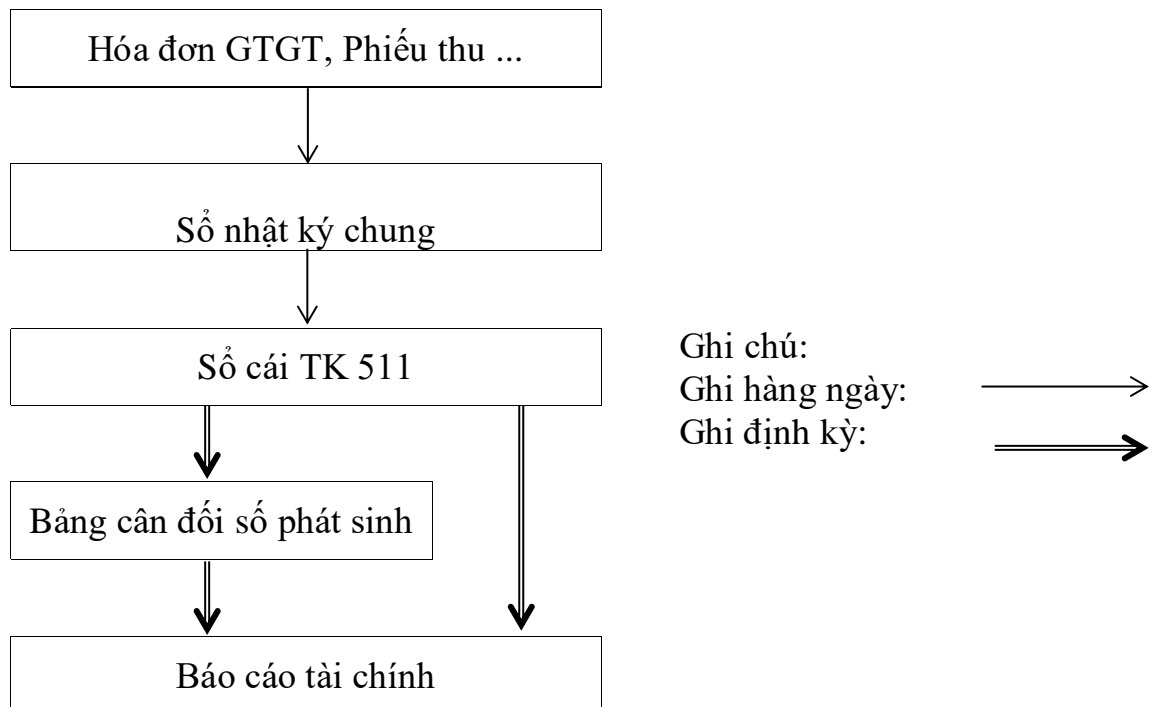 Hóa đơn GTGT, Phiếu thu ...
Sổ nhật ký chung
Sổ cái TK 511
Ghi chú:
Ghi hàng ngày:
Ghi định kỳ:
Bảng cân đối số phát sinh
Báo cáo tài chính